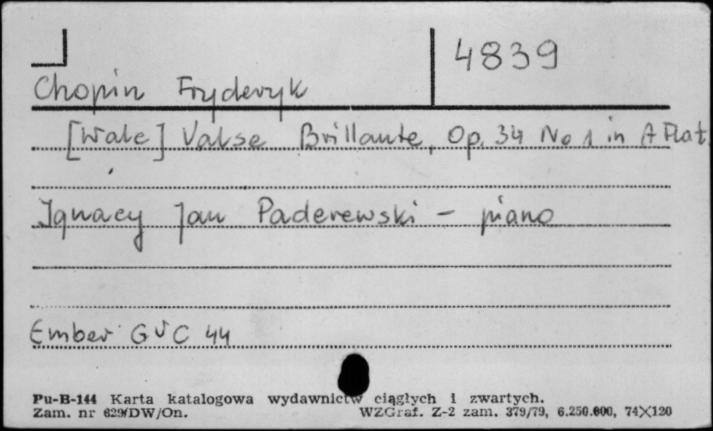 4839
Chopin Fryderyk
[Walc] Valse Brillante, Op. 34 No 1 in A Flat
Ignacy Jan Paderewski - piano
Ember GVC 44
Pu-B-144 Karta katalogowa wydawnictw ciągłych i zwartych.
Zam. nr 629/DW/On. WZGraf. Z-2 zam. 379/79, 6.250.000, 74X120